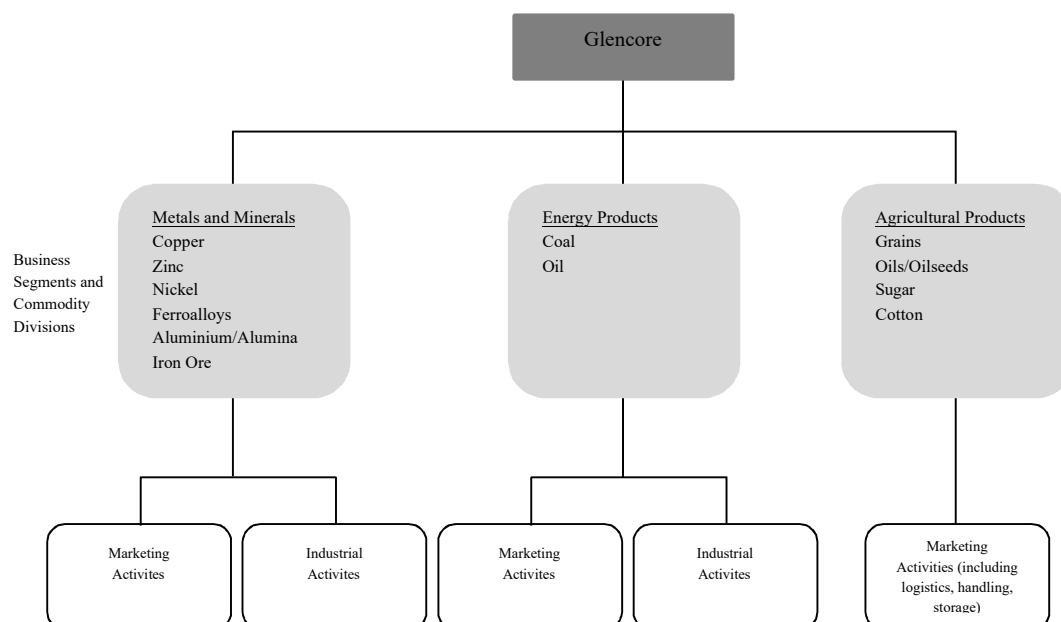 Glencore
Business
Segments and
Commodity
Divisions
Metals and Minerals
Copper
Zinc
Nickel
Ferroalloys
Aluminium/Alumina
Iron Ore
Energy Products
Coal
Oil
Agricultural Products
Grains
Oils/Oilseeds
Sugar
Cotton
Marketing
Activites
Industrial
Activites
Marketing
Activites
Industrial
Activites
Marketing
Activities (including
logistics, handling,
storage)